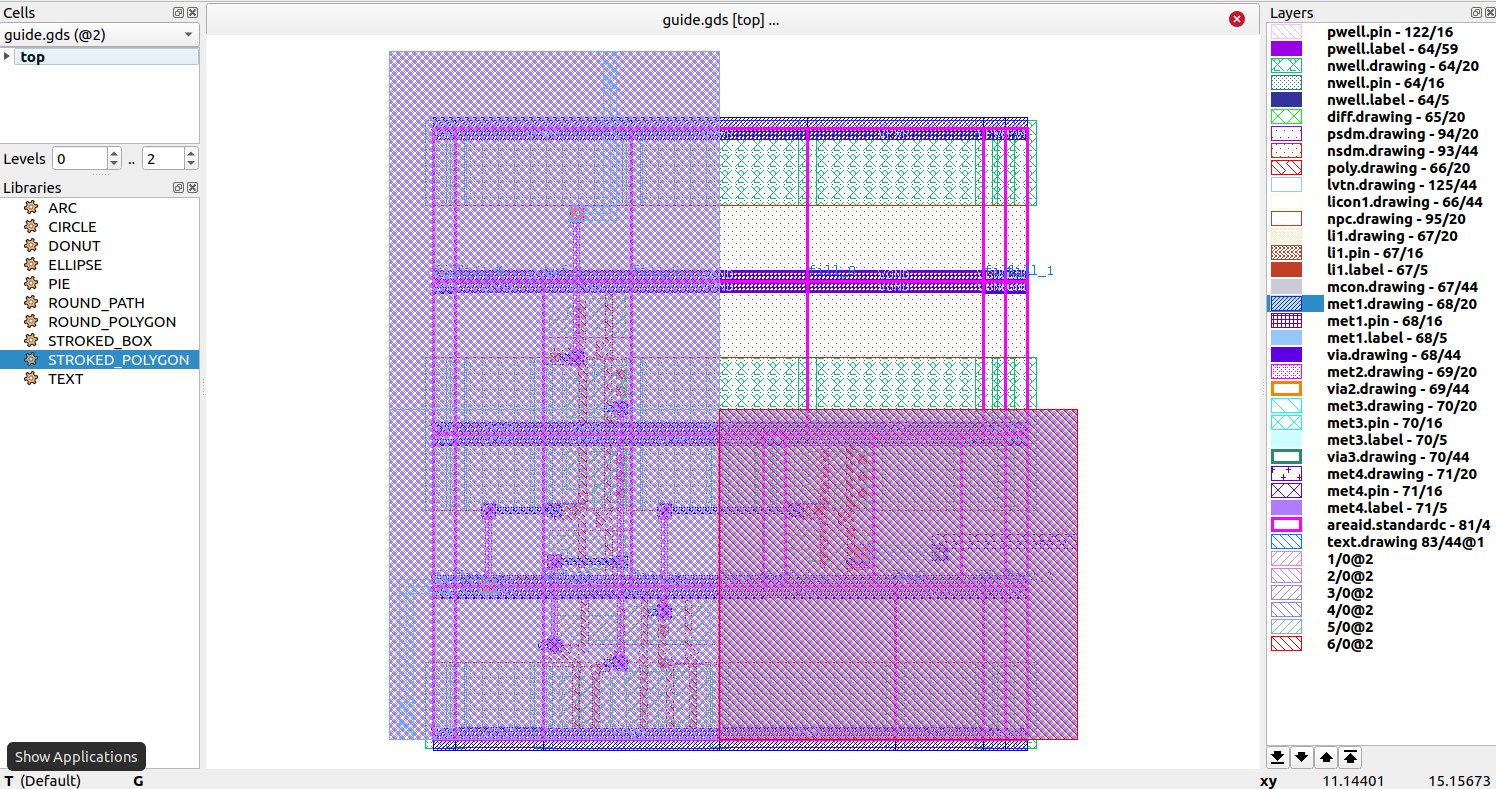 Cells
guide.gds (@2)
top
Levels 0 .. 2
Libraries
ARC
CIRCLE
DONUT
ELLIPSE
PIE
ROUND_PATH
ROUND_POLYGON
STROKED_BOX
STROKED_POLYGON
TEXT
Show Applications
T (Default) G
guide.gds [top] ...
VGND
Layers
pwell.pin - 122/16
pwell.label - 64/59
nwell.drawing - 64/20
nwell.pin - 64/16
nwell.label - 64/5
diff.drawing - 65/20
psdm.drawing - 94/20
nsdm.drawing - 93/44
poly.drawing - 66/20
lvtn.drawing - 125/44
licon1.drawing - 66/44
npc.drawing - 95/20
li1.drawing - 67/20
li1.pin - 67/16
li1.label - 67/5
mcon.drawing - 67/44
met1.drawing - 68/20
met1.pin - 68/16
met1.label - 68/5
via.drawing - 68/44
met2.drawing - 69/20
via2.drawing - 69/44
met3.drawing - 70/20
met3.pin - 70/16
met3.label - 70/5
via3.drawing - 70/44
met4.drawing - 71/20
met4.pin - 71/16
met4.label - 71/5
areaid.standardc - 81/4
text.drawing 83/44@1
1/0@2
2/0@2
3/0@2
4/0@2
5/0@2
6/0@2
xy 11.14401 15.15673